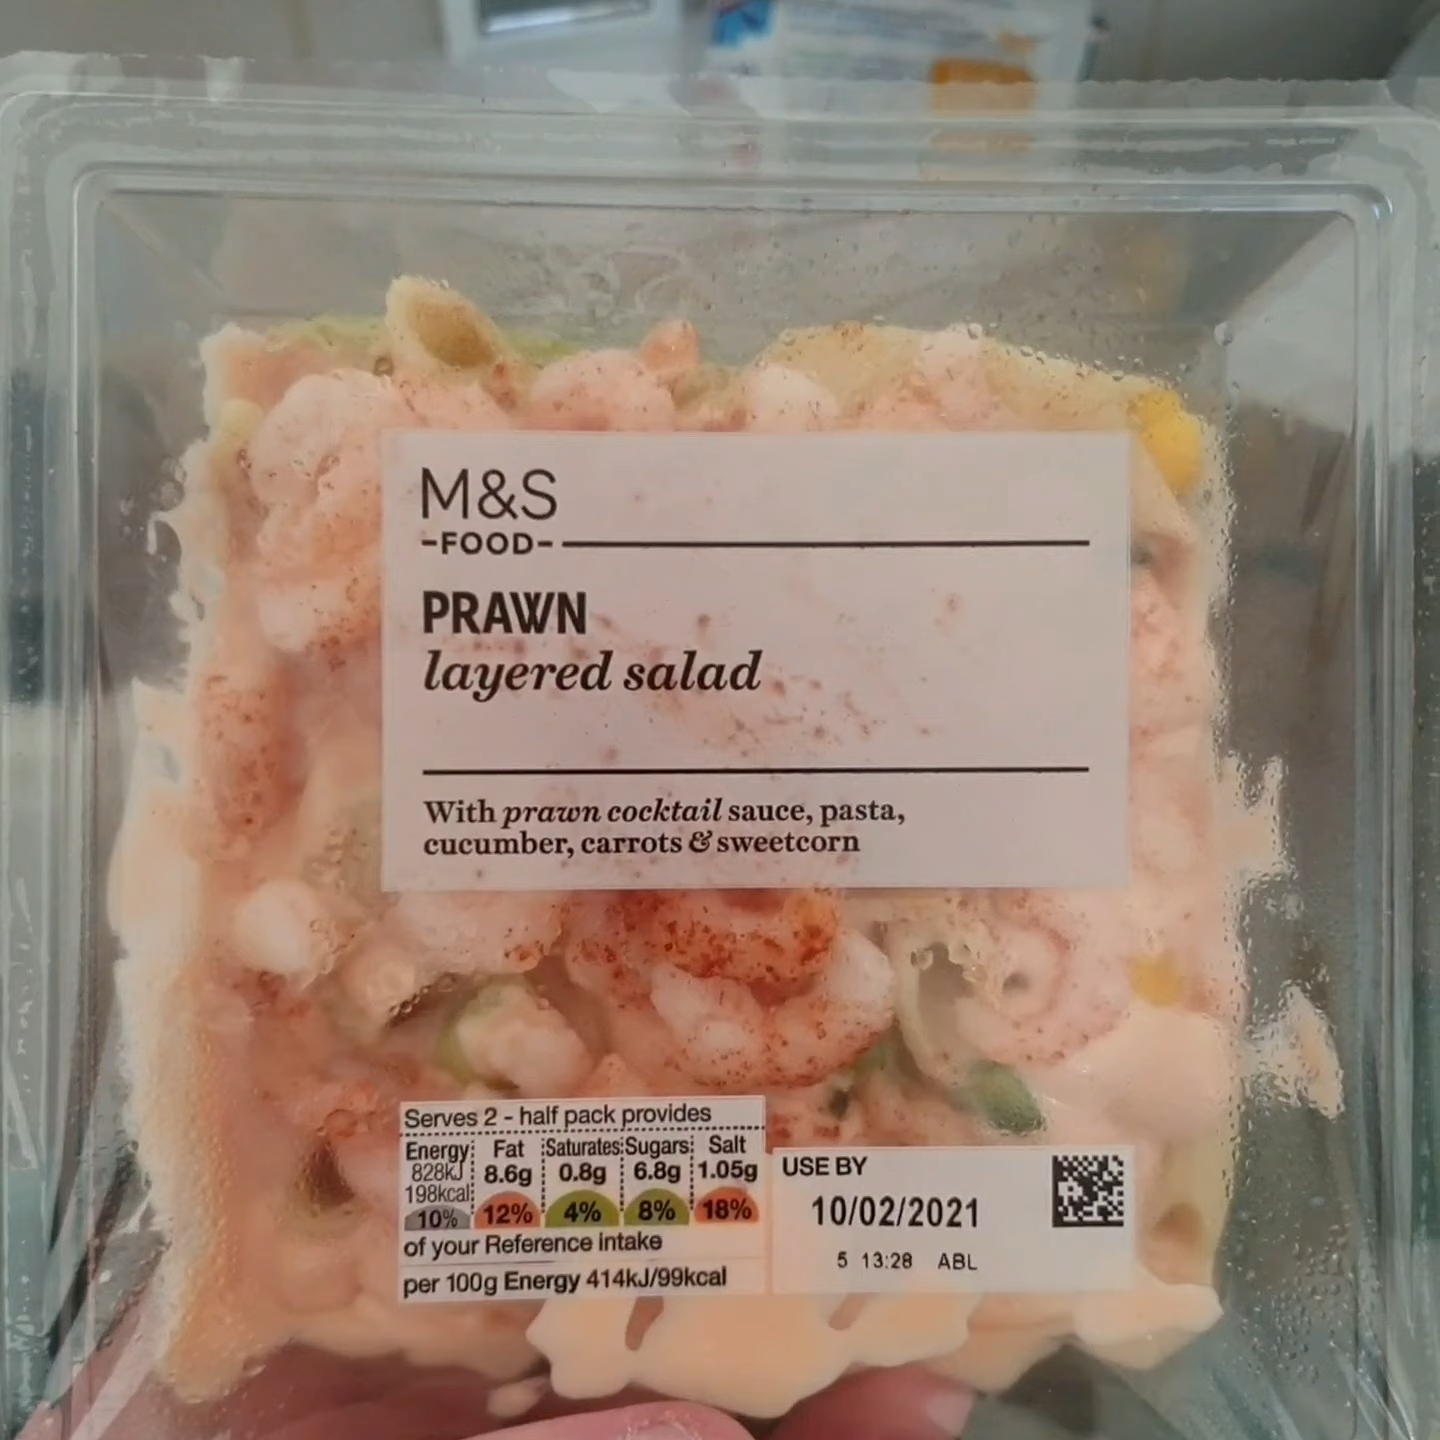 M&S
-FOOD-
PRAWN
layered salad
With prawn cocktail sauce, pasta,
cucumber, carrots & sweetcorn
Serves 2 - half pack provides
Energy Fat Saturates Sugars Salt
828kJ 8.6g 0.8g 6.8g 1.05g
198kcal
10% 12% 4% 8% 18%
of your Reference intake
per 100g Energy 414kJ/99kcal
USE BY
10/02/2021
5 13:28 ABL